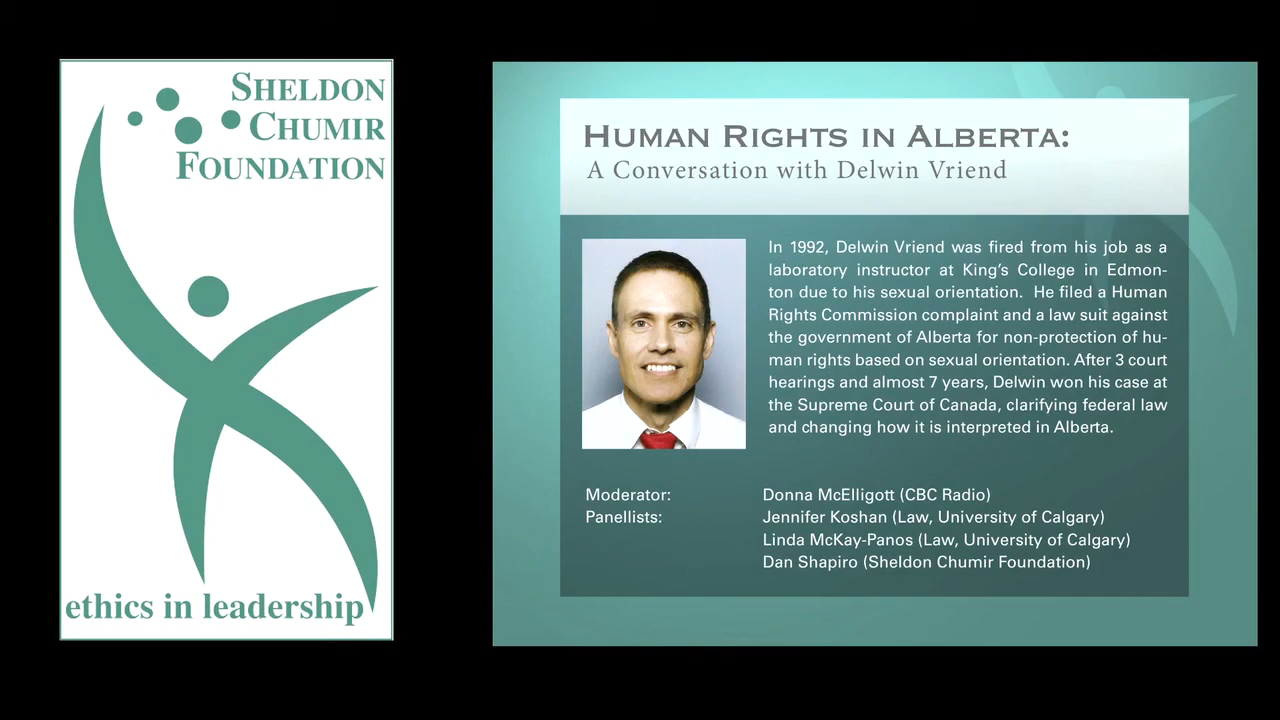 SHELDON
CHUMIR
FOUNDATION
ethics in leadership
HUMAN RIGHTS IN ALBERTA:
A Conversation with Delwin Vriend
In 1992, Delwin Vriend was fired from his job as a
laboratory instructor at King's College in Edmon-
ton due to his sexual orientation. He filed a Human
Rights Commission complaint and a law suit against
the government of Alberta for non-protection of hu-
man rights based on sexual orientation. After 3 court
hearings and almost 7 years, Delwin won his case at
the Supreme Court of Canada, clarifying federal law
and changing how it is interpreted in Alberta.
Moderator: Donna McElligott (CBC Radio)
Panellists: Jennifer Koshan (Law, University of Calgary)
Linda McKay-Panos (Law, University of Calgary)
Dan Shapiro (Sheldon Chumir Foundation)